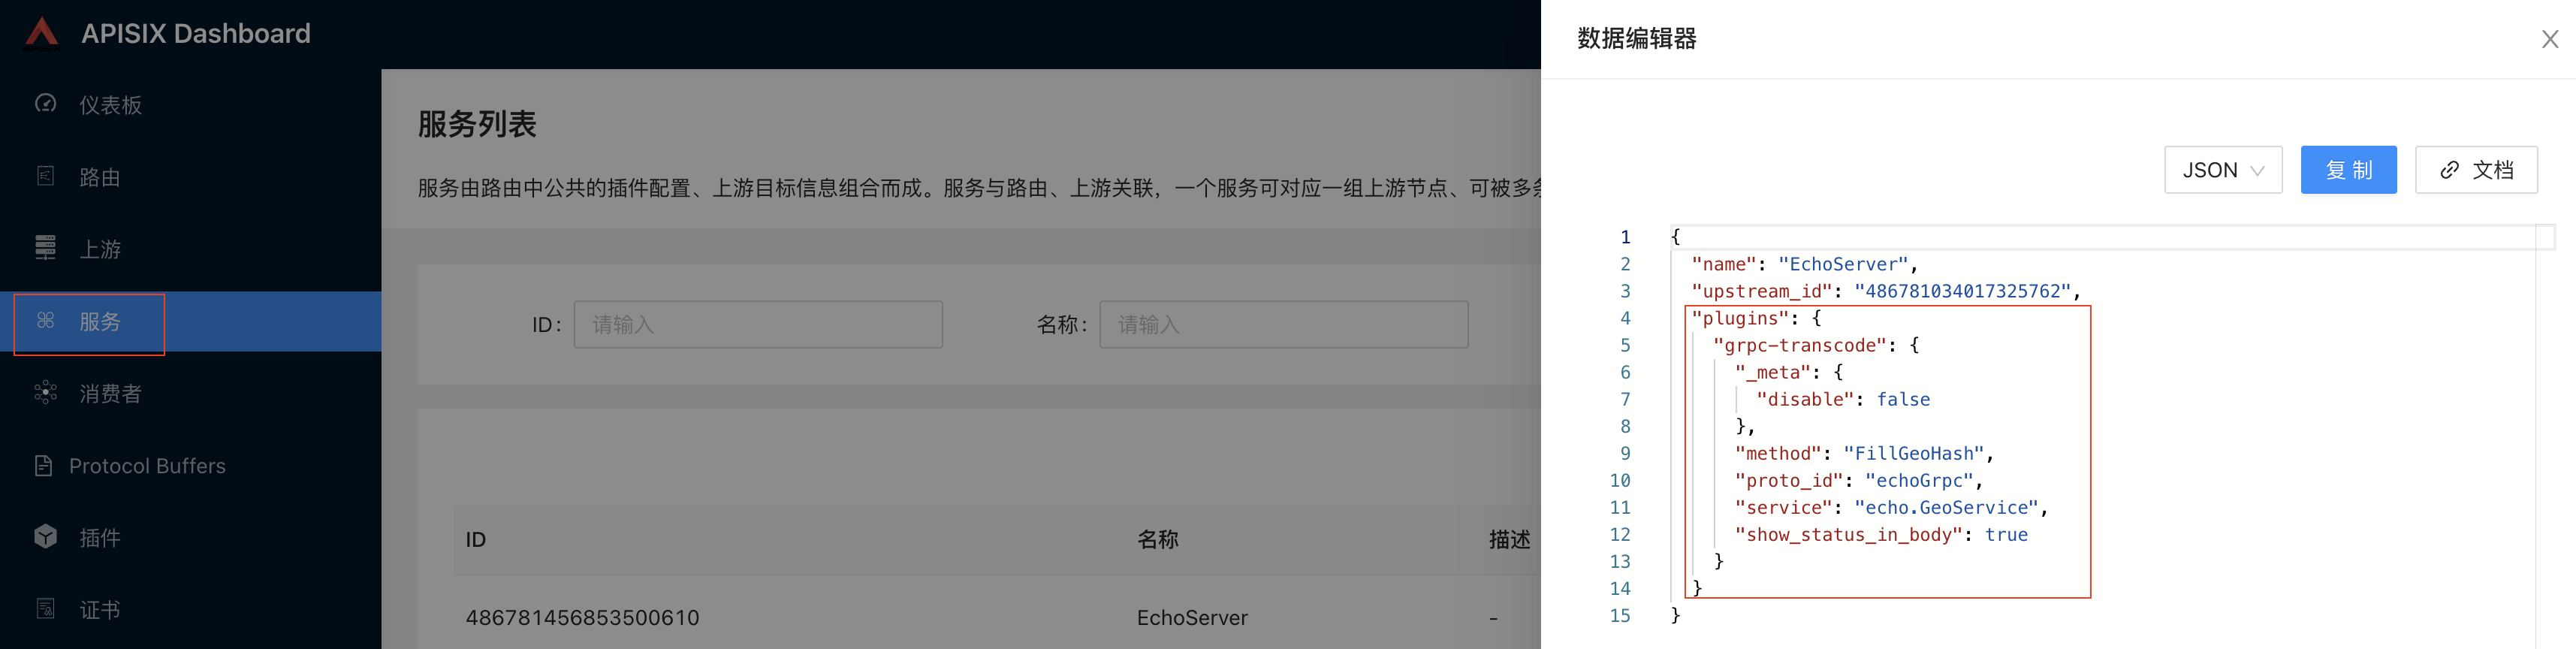 APISIX Dashboard
仪表板
路由
上游
服务
消费者
Protocol Buffers
插件
证书
服务列表
服务由路由中公共的插件配置、上游目标信息组合而成。服务与路由、上游关联，一个服务可对应一组上游节点、可被多条
ID： 请输入 名称： 请输入
ID 名称 描述
486781456853500610 EchoServer -
数据编辑器
JSON 复 制 文档
1 {
2 "name": "EchoServer",
3 "upstream_id": "486781034017325762",
4 "plugins": {
5 "grpc-transcode": {
6 "_meta": {
7 "disable": false
8 },
9 "method": "FillGeoHash",
10 "proto_id": "echoGrpc",
11 "service": "echo.GeoService",
12 "show_status_in_body": true
13 }
14 }
15 }